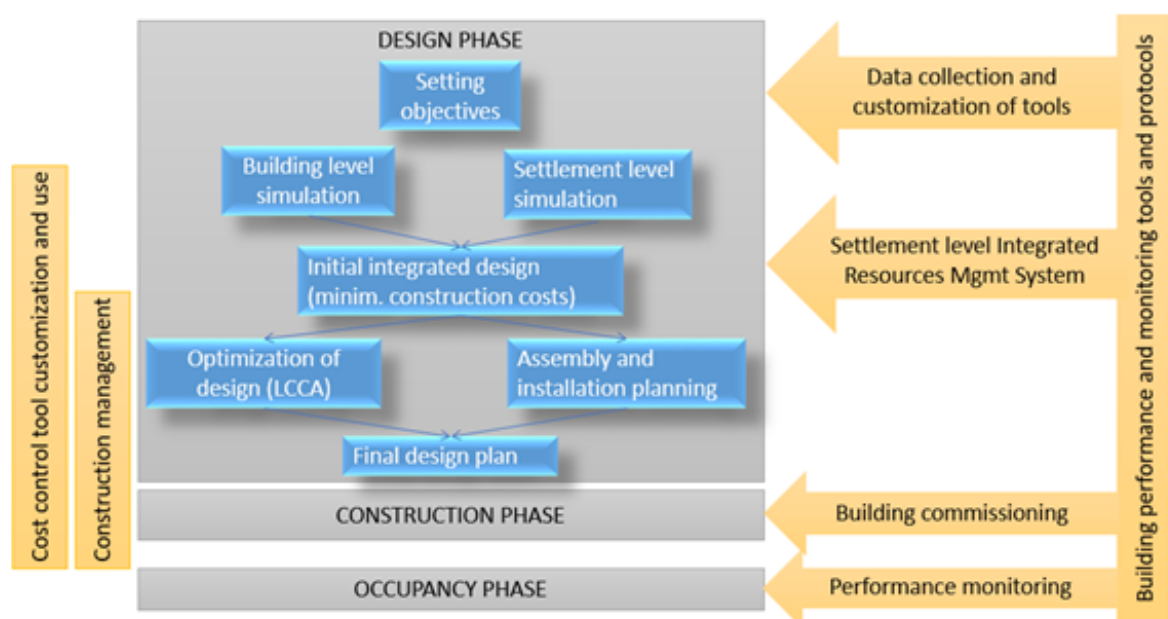 DESIGN PHASE
Setting
objectives
Building level
simulation
Settlement level
simulation
Initial integrated design
(minim. construction costs)
Optimization of
design (LCCA)
Assembly and
installation planning
Final design plan
CONSTRUCTION PHASE
OCCUPANCY PHASE
Cost control tool customization and use
Construction management
Data collection and
customization of tools
Settlement level Integrated
Resources Mgmt System
Building commissioning
Performance monitoring
Building performance and monitoring tools and protocols